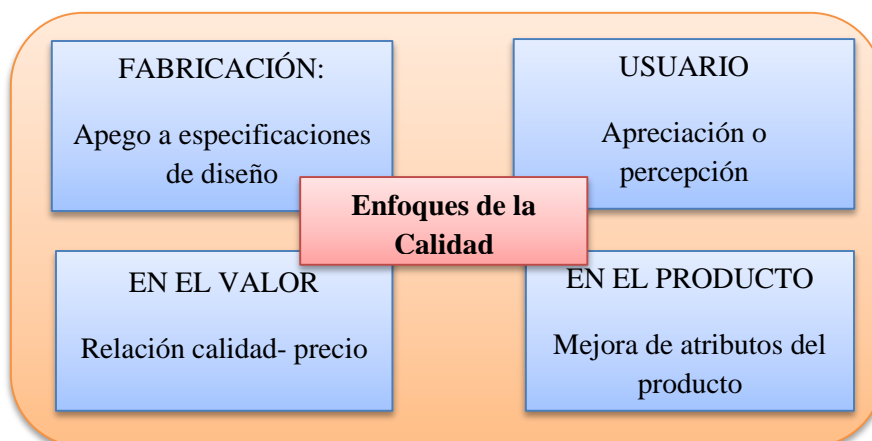 FABRICACIÓN:
Apego a especificaciones
de diseño
USUARIO
Apreciación o
percepción
Enfoques de la
Calidad
EN EL VALOR
Relación calidad- precio
EN EL PRODUCTO
Mejora de atributos del
producto